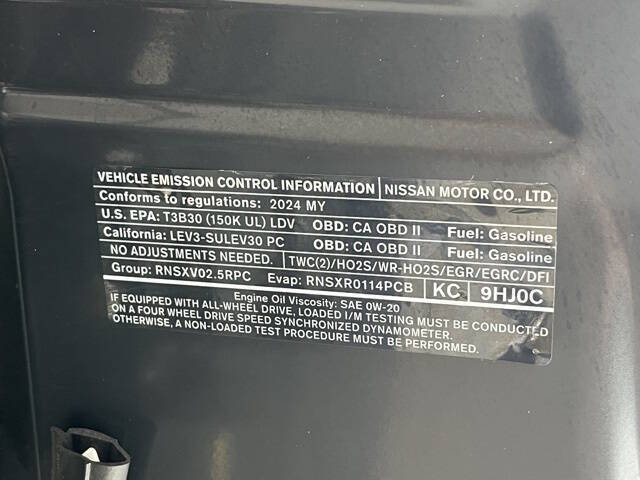 VEHICLE EMISSION CONTROL INFORMATION NISSAN MOTOR CO., LTD.
Conforms to regulations: 2024 MY
U.S. EPA: T3B30 (150K UL) LDV OBD: CA OBD II Fuel: Gasoline
California: LEV3-SULEV30 PC OBD: CA OBD II Fuel: Gasoline
NO ADJUSTMENTS NEEDED. TWC(2)/HO2S/WR-HO2S/EGR/EGRC/DFI
Group: RNSXV02.5RPC Evap: RNSXR0114PCB KC 9HJ0C
Engine Oil Viscosity: SAE 0W-20
IF EQUIPPED WITH ALL-WHEEL DRIVE, LOADED I/M TESTING MUST BE CONDUCTED
ON A FOUR WHEEL DRIVE SPEED SYNCHRONIZED DYNAMOMETER.
OTHERWISE, A NON-LOADED TEST PROCEDURE MUST BE PERFORMED.